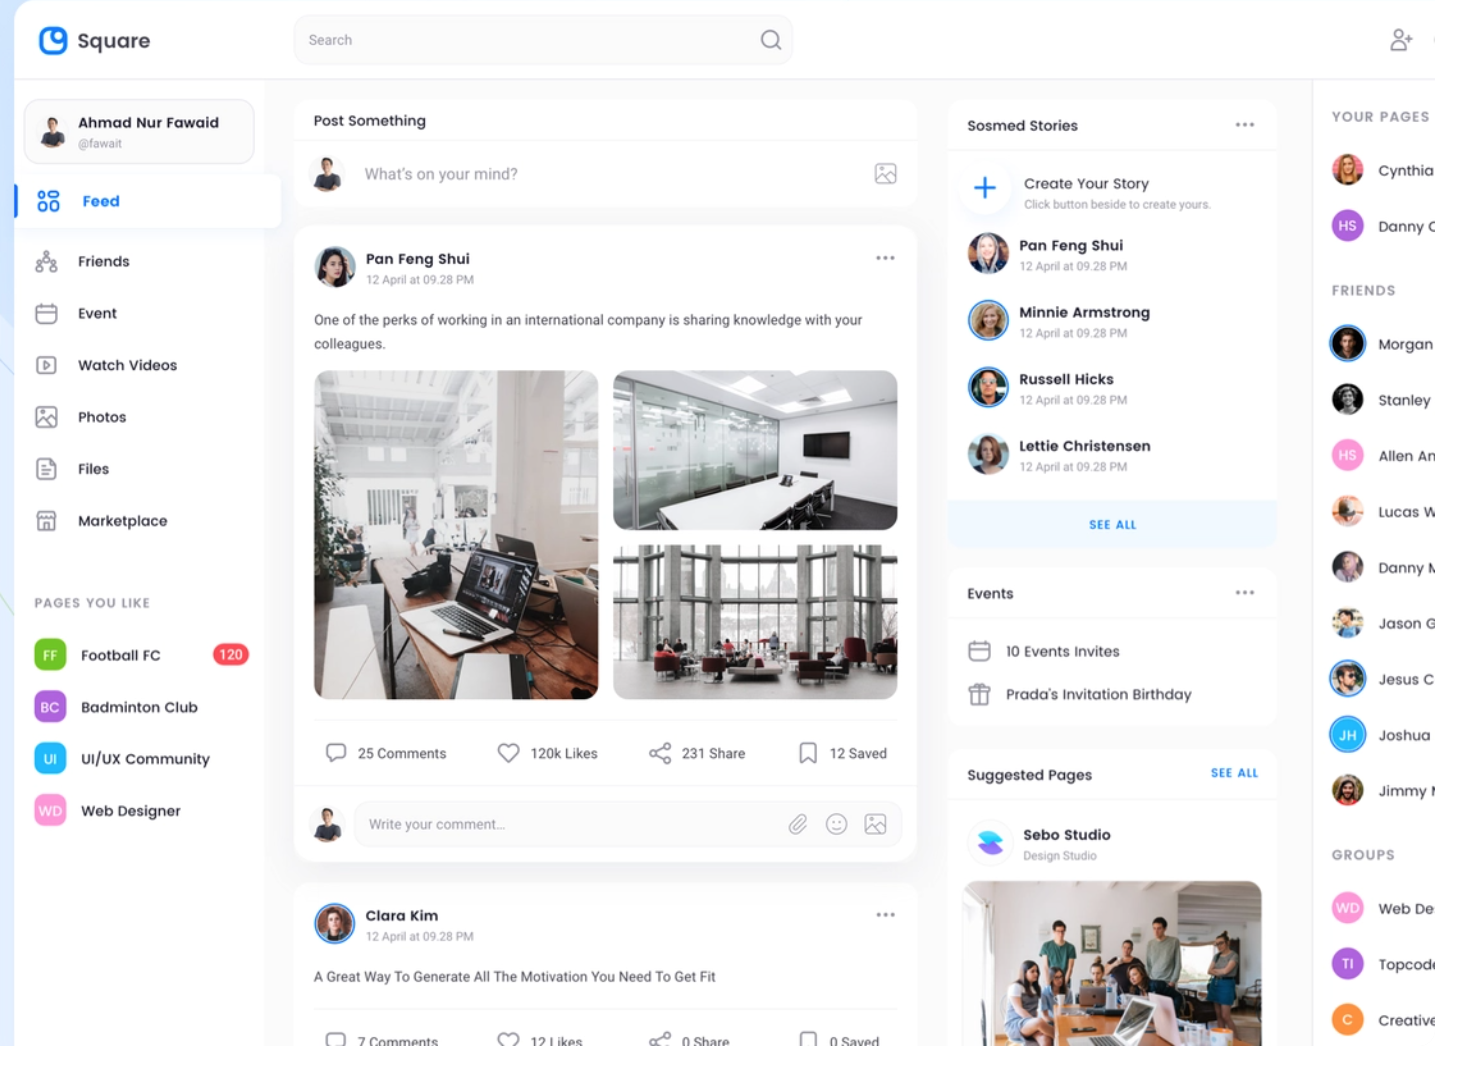 Square
Search
Ahmad Nur Fawaid
@fawait
Feed
Friends
Event
Watch Videos
Photos
Files
Marketplace
PAGES YOU LIKE
FF Football FC 120
BC Badminton Club
UI UI/UX Community
WD Web Designer
Post Something
What's on your mind?
Pan Feng Shui
12 April at 09.28 PM
One of the perks of working in an international company is sharing knowledge with your
colleagues.
25 Comments 120k Likes 231 Share 12 Saved
Write your comment...
Clara Kim
12 April at 09.28 PM
A Great Way To Generate All The Motivation You Need To Get Fit
7 Comments 12 Likes 0 Share 0 Saved
Sosmed Stories
Create Your Story
Click button beside to create yours.
Pan Feng Shui
12 April at 09.28 PM
Minnie Armstrong
12 April at 09.28 PM
Russell Hicks
12 April at 09.28 PM
Lettie Christensen
12 April at 09.28 PM
SEE ALL
Events
10 Events Invites
Prada's Invitation Birthday
Suggested Pages SEE ALL
Sebo Studio
Design Studio
YOUR PAGES
Cynthia
HS Danny C
FRIENDS
Morgan
Stanley
HS Allen An
Lucas W
Danny M
Jason G
Jesus C
JH Joshua
Jimmy
GROUPS
WD Web De
TI Topcode
C Creative